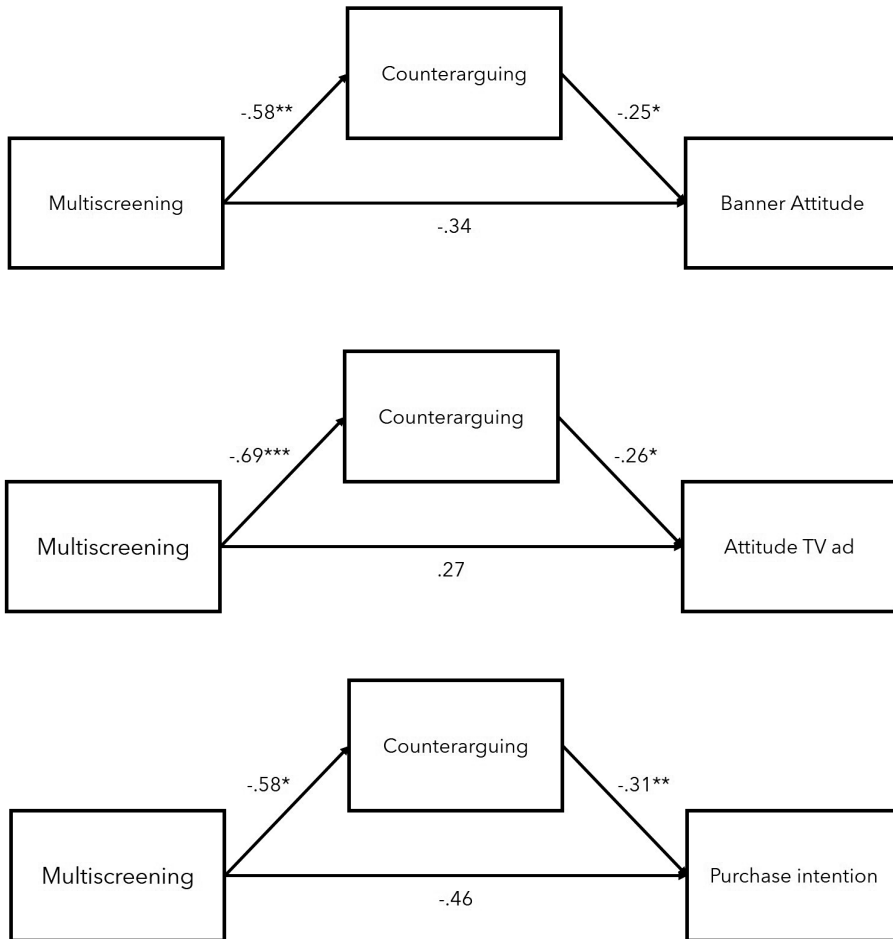 Counterarguing
-.58**
-.25*
Multiscreening
Banner Attitude
-.34
Counterarguing
-.69***
-.26*
Multiscreening
Attitude TV ad
.27
Counterarguing
-.58*
-.31**
Multiscreening
Purchase intention
-.46